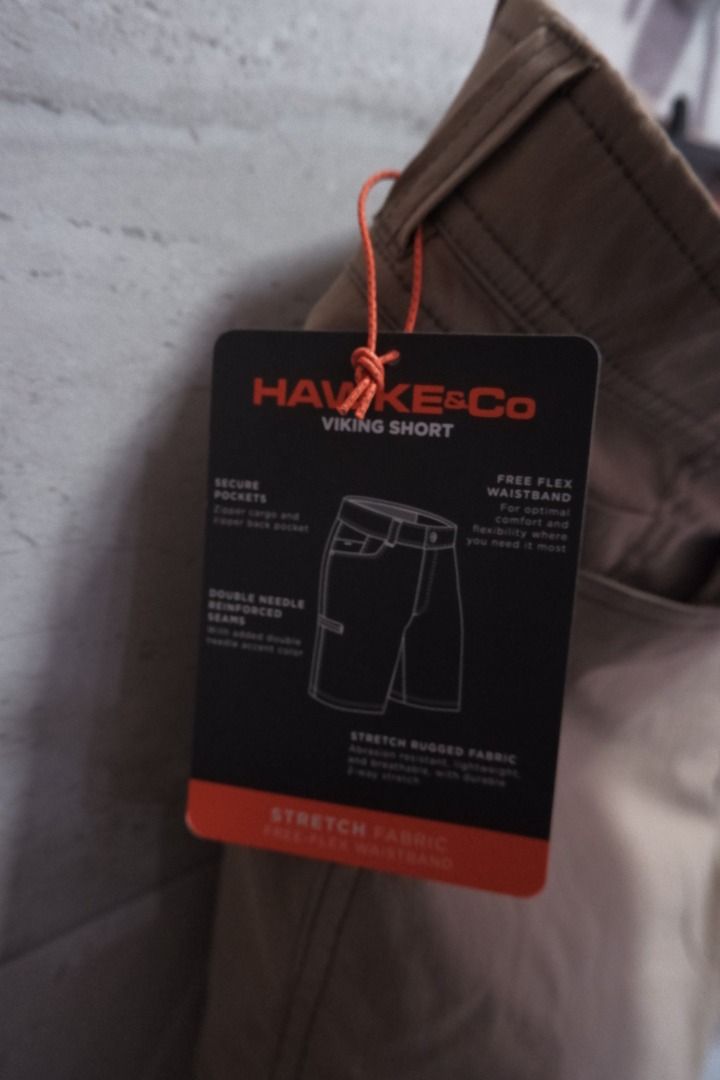 HAWKE&Co
VIKING SHORT
SECURE
POCKETS
Zipper cargo and
zipper back pocket
FREE FLEX
WAISTBAND
For optimal
comfort and
flexibility where
you need it most
DOUBLE NEEDLE
REINFORCED
SEAMS
With added double
needle accent color
STRETCH RUGGED FABRIC
Abrasion resistant, lightweight,
and breathable, with durable
2-way stretch
STRETCH FABRIC
FREE-FLEX WAISTBAND